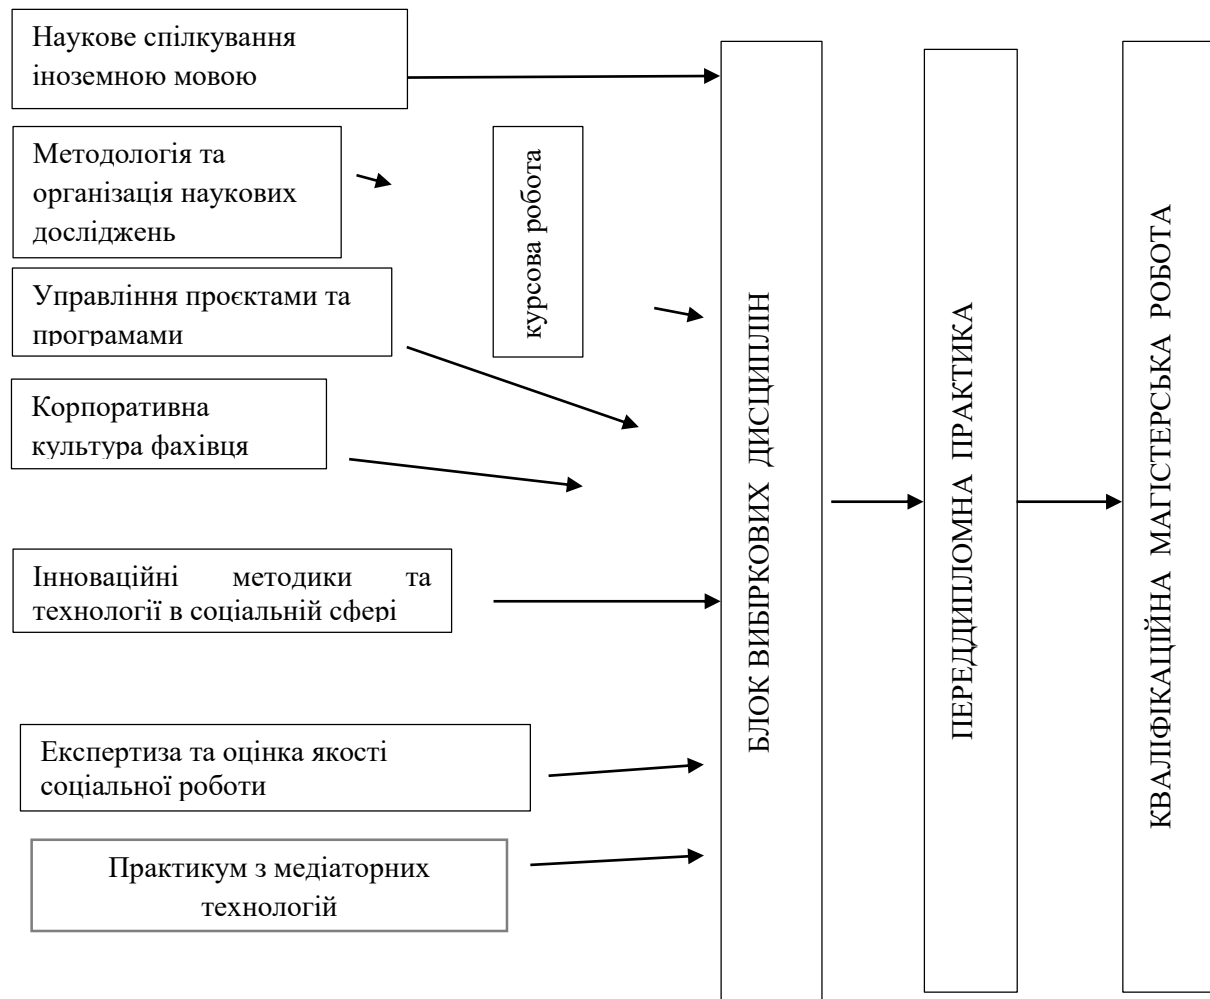 Наукове спілкування
іноземною мовою
Методологія та
організація наукових
досліджень
курсова робота
Управління проєктами та
програмами
Корпоративна
культура фахівця
Інноваційні методики та
технології в соціальній сфері
Експертиза та оцінка якості
соціальної роботи
Практикум з медіаторних
технологій
БЛОК ВИБІРКОВИХ ДИСЦИПЛІН
ПЕРЕДДИПЛОМНА ПРАКТИКА
КВАЛІФІКАЦІЙНА МАГІСТЕРСЬКА РОБОТА